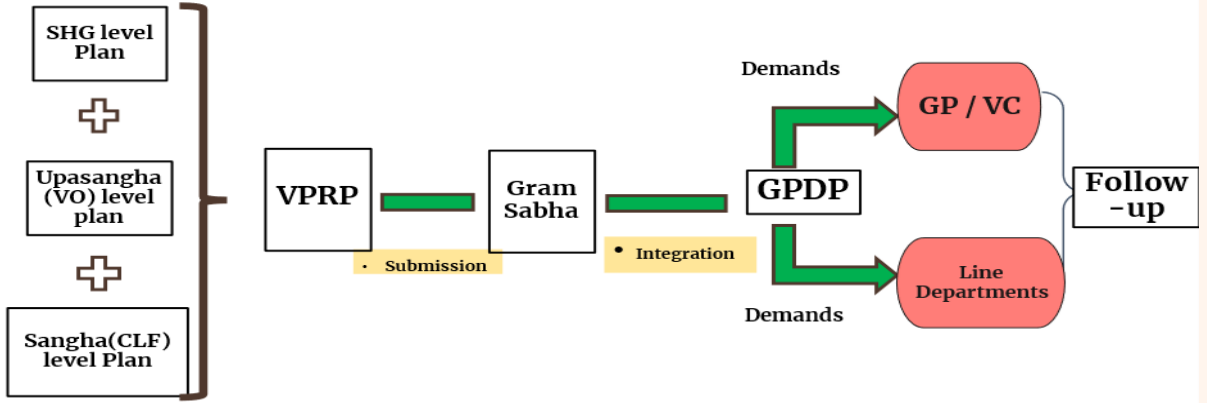 SHG level
Plan
Upasangha
(VO) level
plan
Sangha(CLF)
level Plan
VPRP
• Submission
Gram
Sabha
• Integration
GPDP
Demands
Demands
GP / VC
Line
Departments
Follow
-up